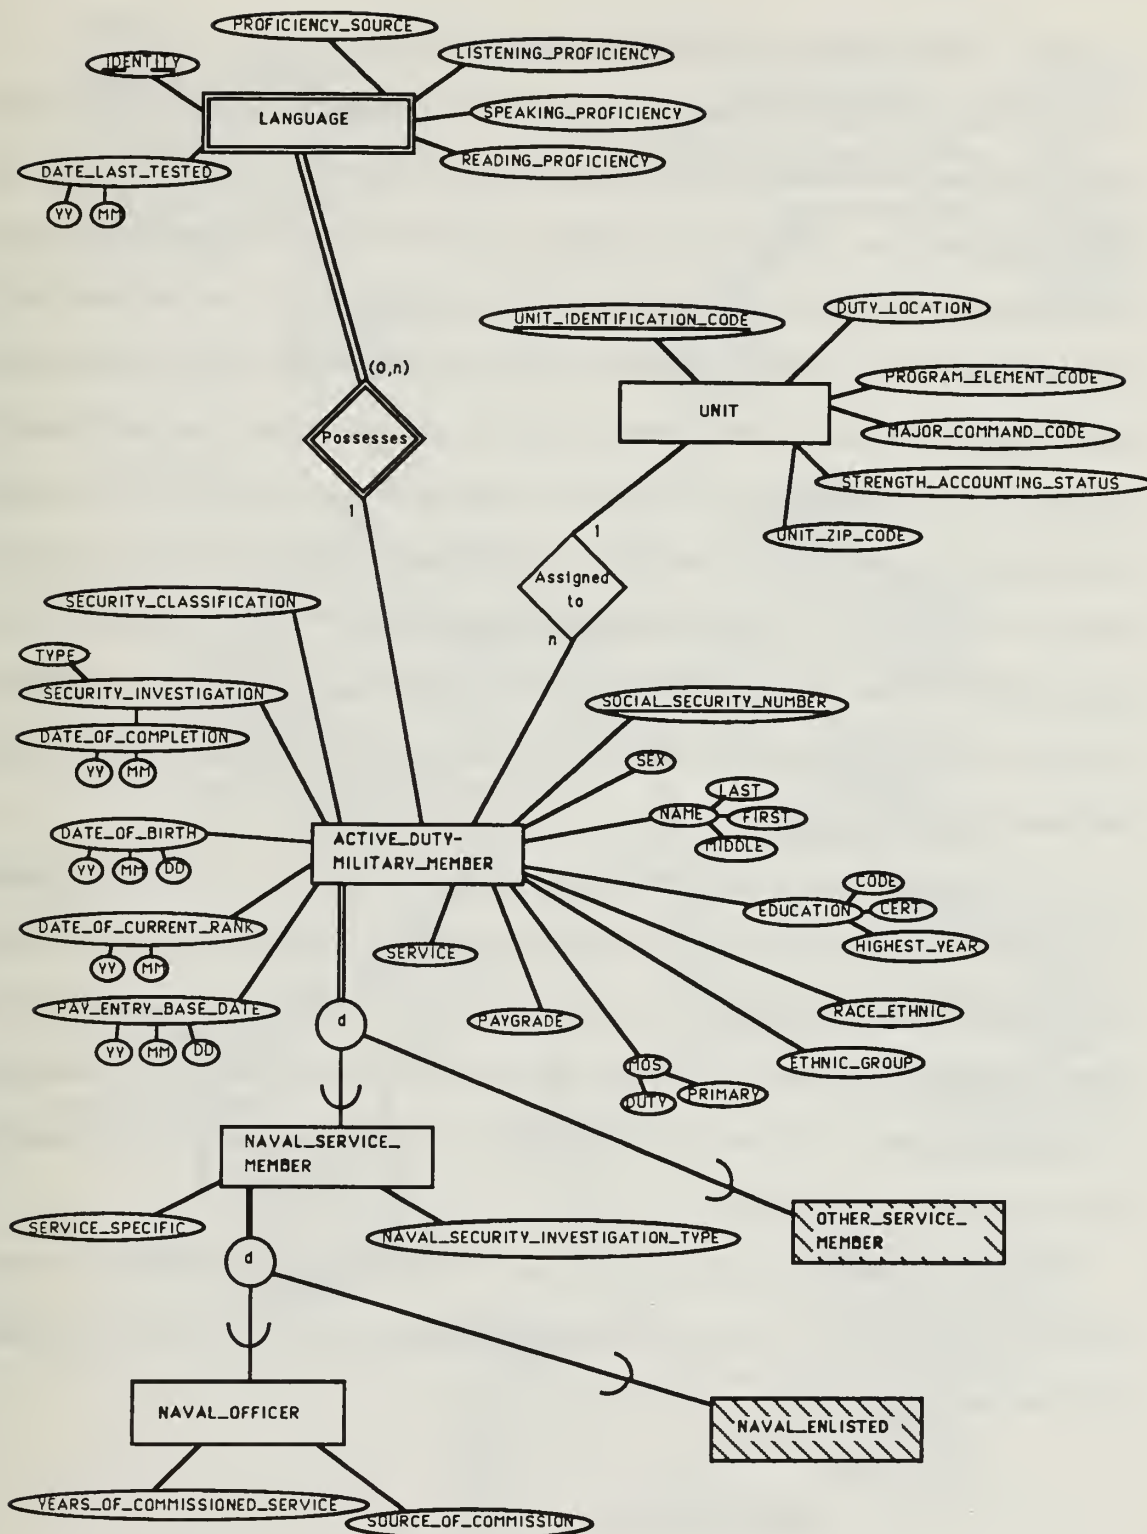 PROFICIENCY_SOURCE
LISTENING_PROFICIENCY
IDENTITY
LANGUAGE
SPEAKING_PROFICIENCY
READING_PROFICIENCY
DATE_LAST_TESTED
YY MM
UNIT_IDENTIFICATION_CODE
DUTY_LOCATION
(0,n)
PROGRAM_ELEMENT_CODE
UNIT
MAJOR_COMMAND_CODE
Possesses
STRENGTH_ACCOUNTING_STATUS
1
UNIT_ZIP_CODE
1
Assigned
to
n
SECURITY_CLASSIFICATION
TYPE
SECURITY_INVESTIGATION
SOCIAL_SECURITY_NUMBER
DATE_OF_COMPLETION
YY MM
SEX
LAST
NAME
FIRST
MIDDLE
DATE_OF_BIRTH
YY MM DD
ACTIVE_DUTY-
MILITARY_MEMBER
CODE
EDUCATION
CERT
HIGHEST_YEAR
DATE_OF_CURRENT_RANK
YY MM
SERVICE
PAY_ENTRY_BASE_DATE
YY MM DD
d
PAYGRADE
RACE_ETHNIC
ETHNIC_GROUP
MOS
DUTY
PRIMARY
NAVAL_SERVICE_
MEMBER
SERVICE_SPECIFIC
NAVAL_SECURITY_INVESTIGATION_TYPE
OTHER_SERVICE_
MEMBER
d
NAVAL_OFFICER
NAVAL_ENLISTED
YEARS_OF_COMMISSIONED_SERVICE
SOURCE_OF_COMMISSION